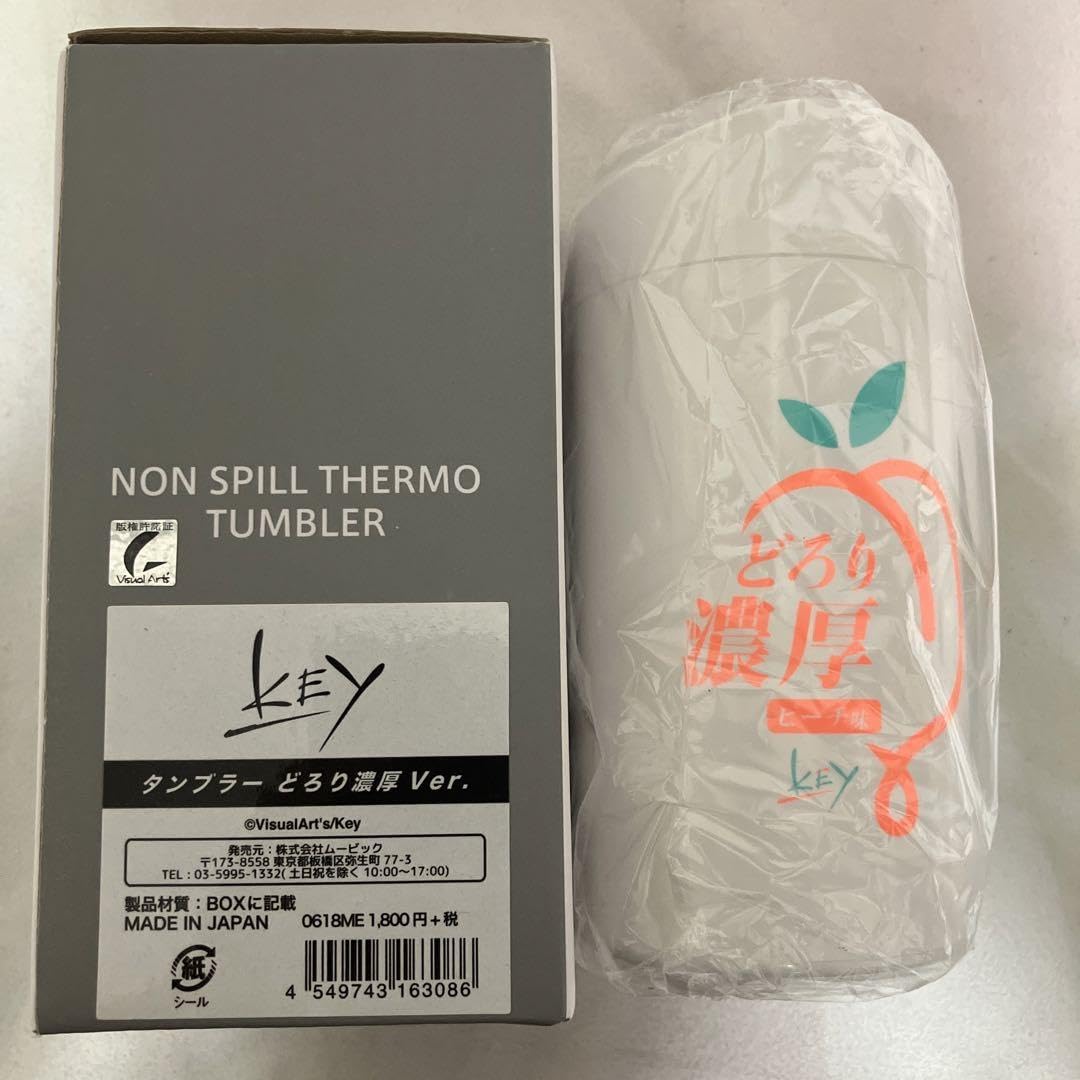 NON SPILL THERMO
TUMBLER
版権許諾証
Visual Art's
KEY
タンブラー どろり濃厚 Ver.
©VisualArt's/Key
発売元：株式会社ムービック
〒173-8558 東京都板橋区弥生町 77-3
TEL：03-5995-1332( 土日祝を除く 10:00～17:00)
製品材質：BOXに記載
MADE IN JAPAN
0618ME 1,800円+税
紙
シール
4 549743 163086
どろり
濃厚
ピーチ味
KEY